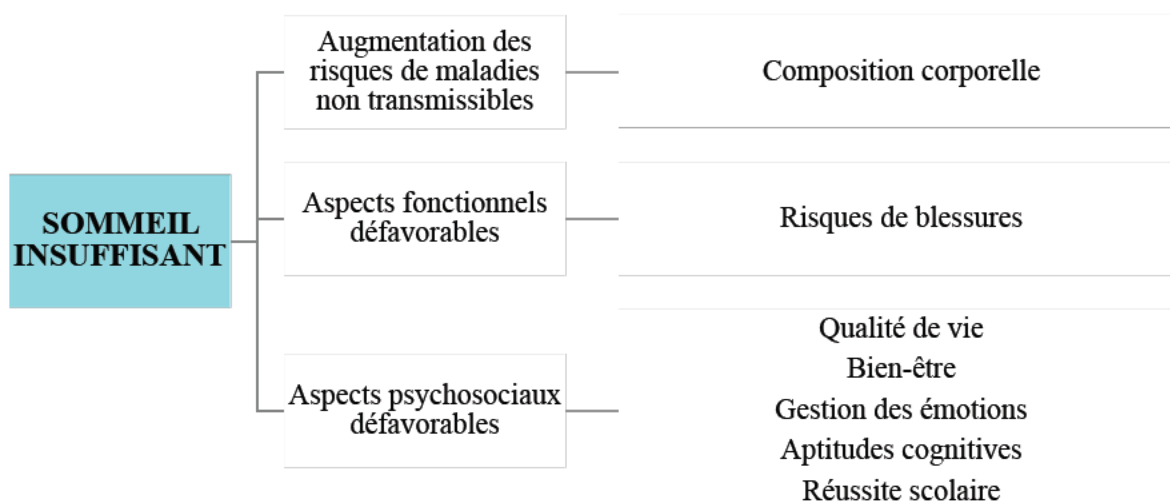 Augmentation des
risques de maladies
non transmissibles
Composition corporelle
SOMMEIL
INSUFFISANT
Aspects fonctionnels
défavorables
Risques de blessures
Aspects psychosociaux
défavorables
Qualité de vie
Bien-être
Gestion des émotions
Aptitudes cognitives
Réussite scolaire